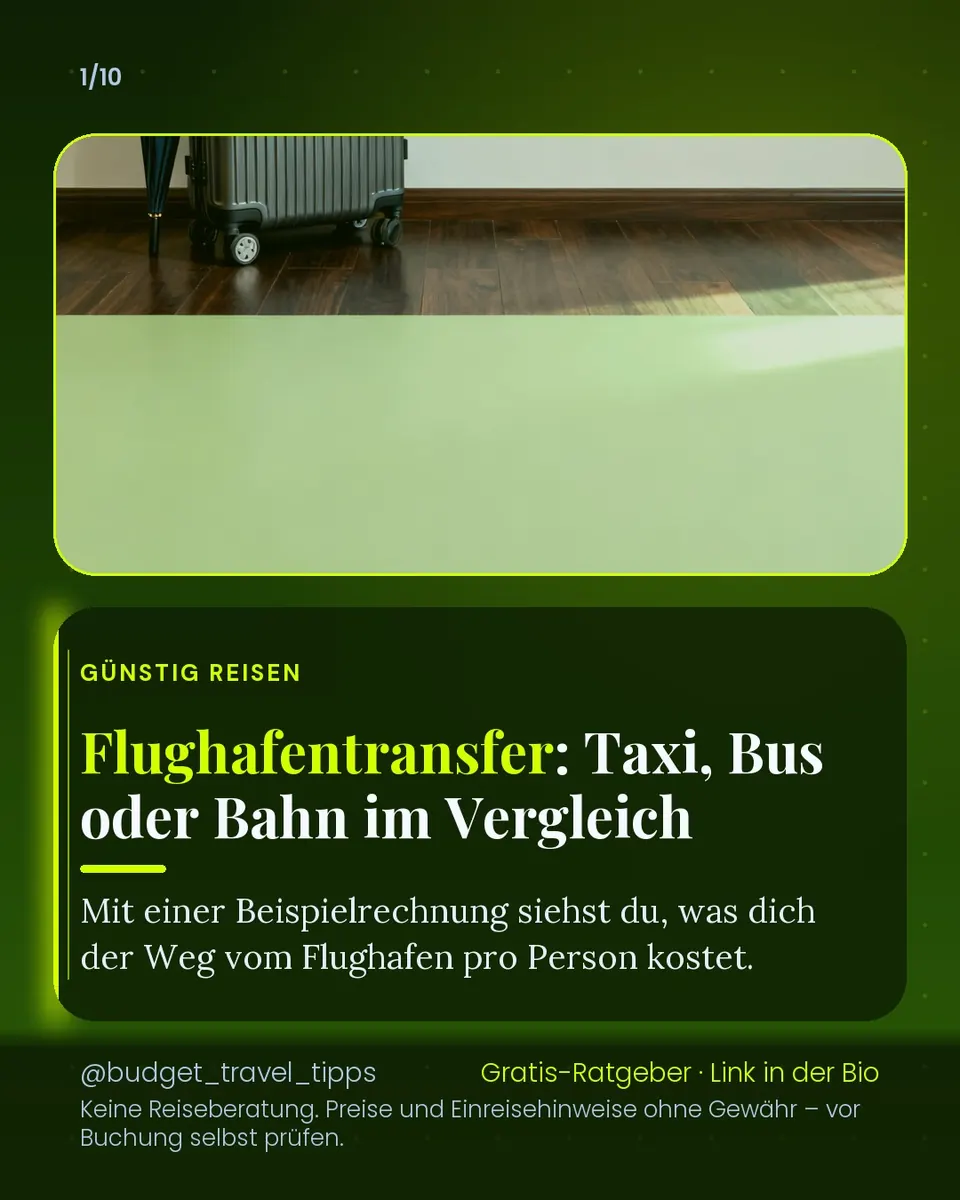 1/10
GÜNSTIG REISEN
Flughafentransfer: Taxi, Bus
oder Bahn im Vergleich
Mit einer Beispielrechnung siehst du, was dich
der Weg vom Flughafen pro Person kostet.
@budget_travel_tipps
Gratis-Ratgeber · Link in der Bio
Keine Reiseberatung. Preise und Einreisehinweise ohne Gewähr – vor
Buchung selbst prüfen.